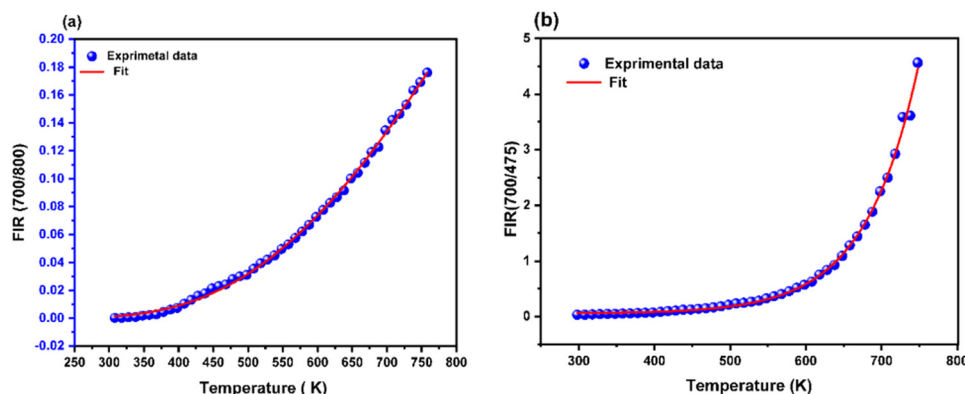 (a)
0.20
0.18
0.16
0.14
0.12
0.10
0.08
0.06
0.04
0.02
0.00
-0.02
FIR (700/800)
Exprimetal data
Fit
250 300 350 400 450 500 550 600 650 700 750 800
Temperature ( K)
(b)
5
4
3
2
1
0
FIR(700/475)
Exprimental data
Fit
300 400 500 600 700 800
Temperature (K)